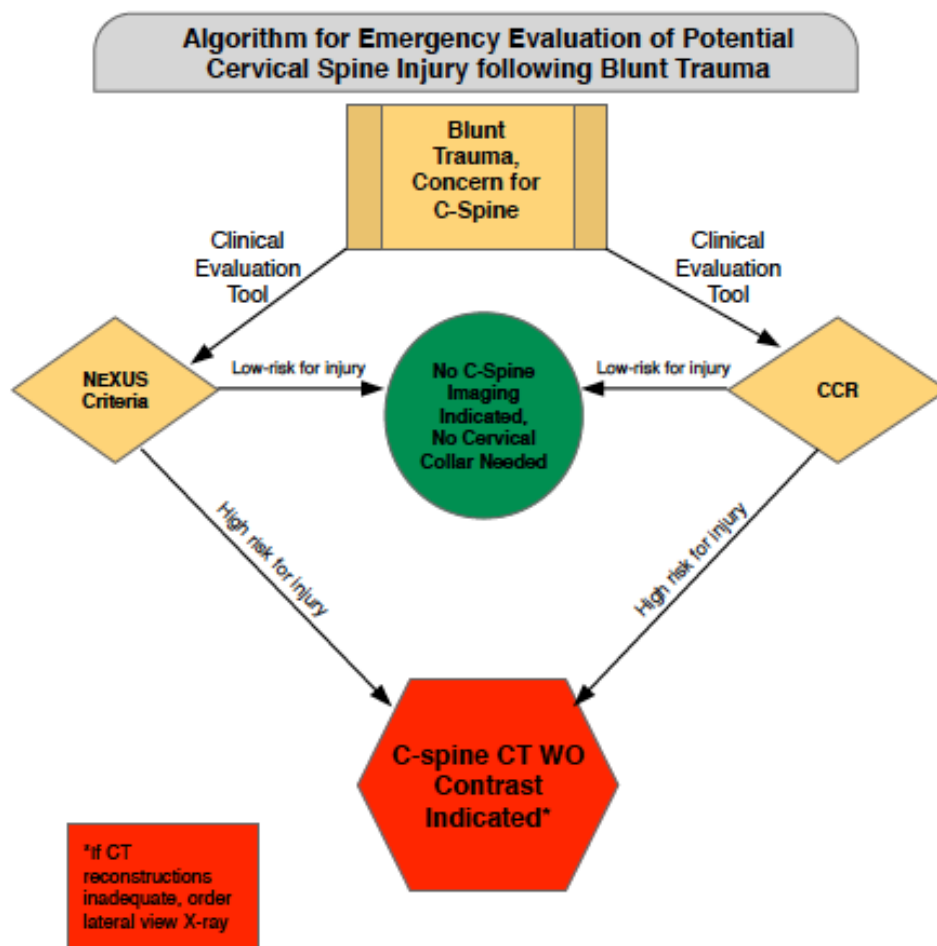 Algorithm for Emergency Evaluation of Potential
Cervical Spine Injury following Blunt Trauma
Blunt
Trauma,
Concern for
C-Spine
Clinical
Evaluation
Tool
Clinical
Evaluation
Tool
NEXUS
Criteria
Low-risk for injury
No C-Spine
Imaging
Indicated,
No Cervical
Collar Needed
Low-risk for injury
CCR
High risk for injury
High risk for injury
C-spine CT WO
Contrast
Indicated*
*If CT
reconstructions
inadequate, order
lateral view X-ray